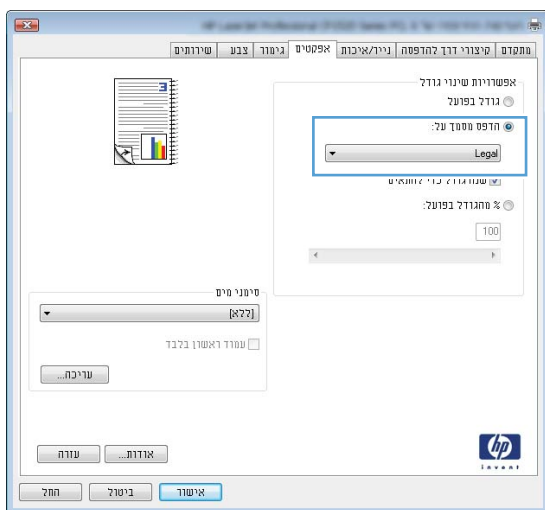 מתקדם קיצורי דרך להדפסה נייר/איכות אפקטים גימור צבע שירותים
אפשרויות שינוי גודל
גודל בפועל
הדפס מסמך על:
Legal
שנה גודל כדי להתאים
% מהגודל בפועל:
100
סימני מים
[ללא]
עמוד ראשון בלבד
עריכה...
אודות... עזרה
hp
invent
אישור ביטול החל